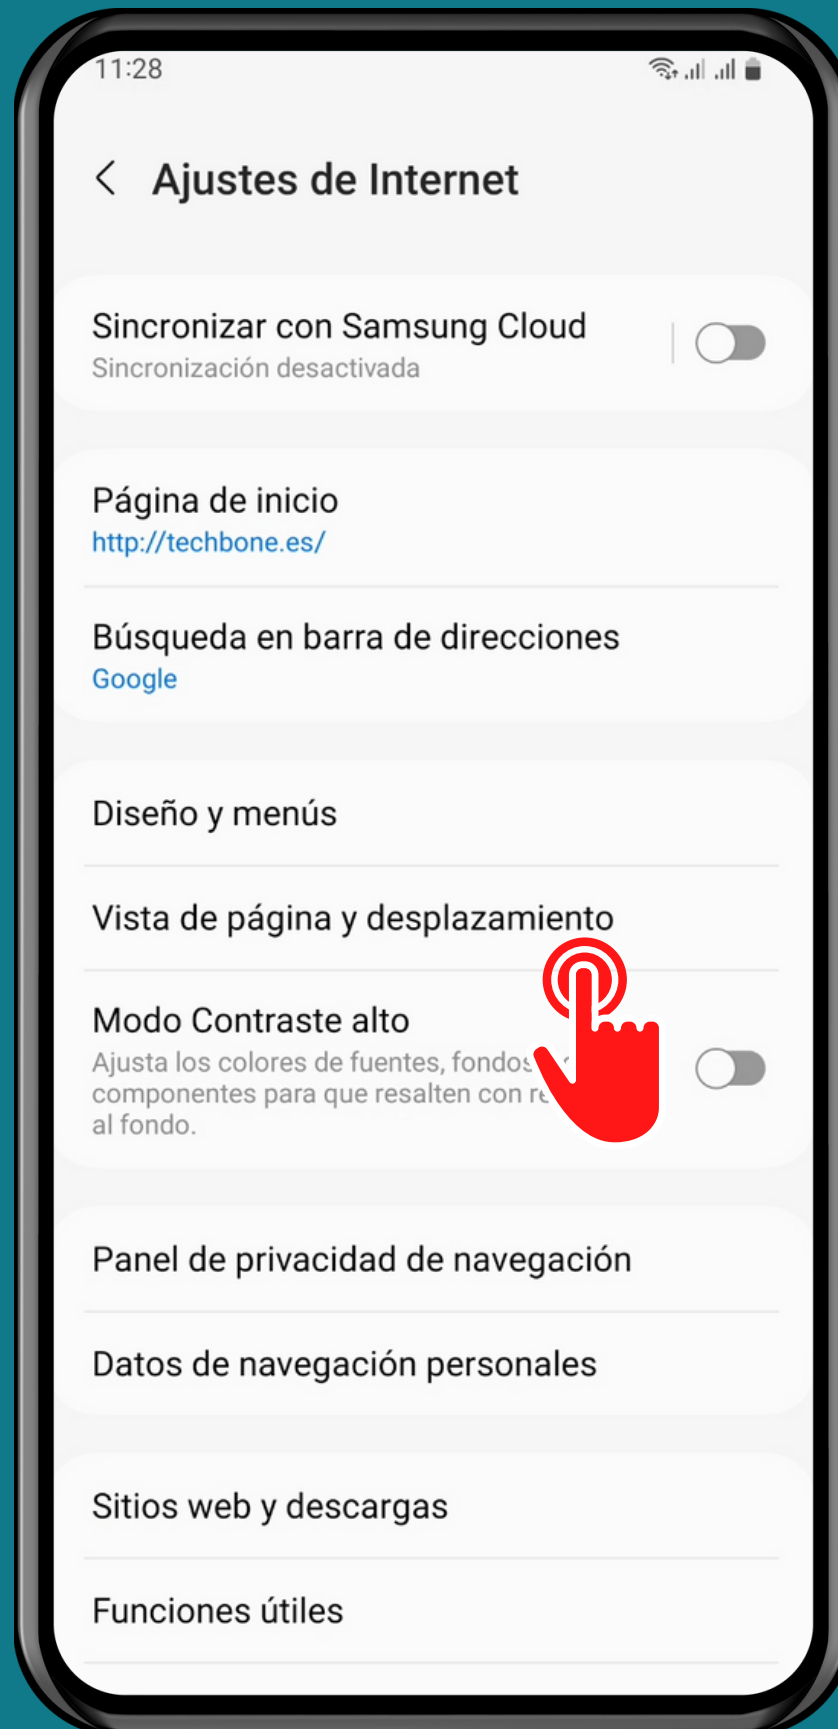 11:28
Ajustes de Internet
Sincronizar con Samsung Cloud
Sincronización desactivada
Página de inicio
http://techbone.es/
Búsqueda en barra de direcciones
Google
Diseño y menús
Vista de página y desplazamiento
Modo Contraste alto
Ajusta los colores de fuentes, fondos
componentes para que resalten con
al fondo.
Panel de privacidad de navegación
Datos de navegación personales
Sitios web y descargas
Funciones útiles